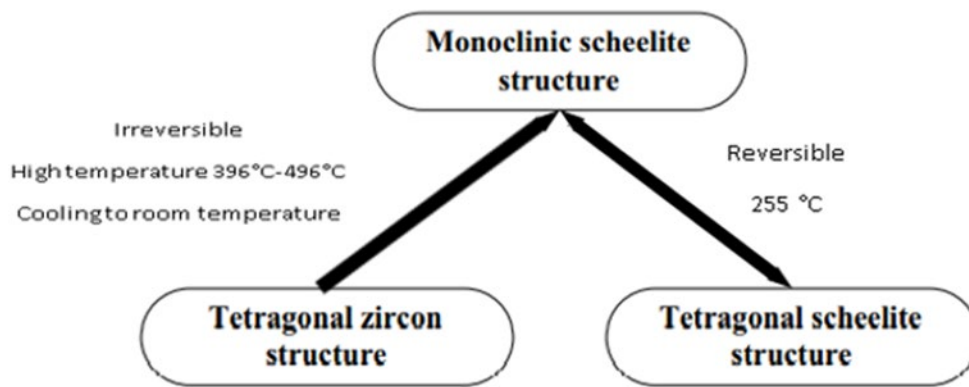 Monoclinic scheelite
structure
Irreversible
High temperature 396°C-496°C
Cooling to room temperature
Reversible
255 °C
Tetragonal zircon
structure
Tetragonal scheelite
structure